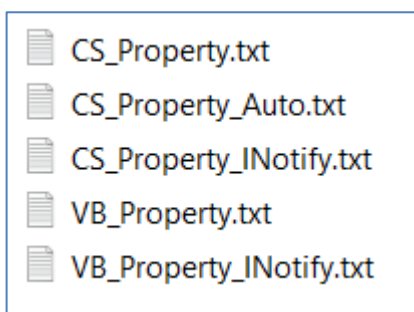 CS_Property.txt
CS_Property_Auto.txt
CS_Property_INotify.txt
VB_Property.txt
VB_Property_INotify.txt